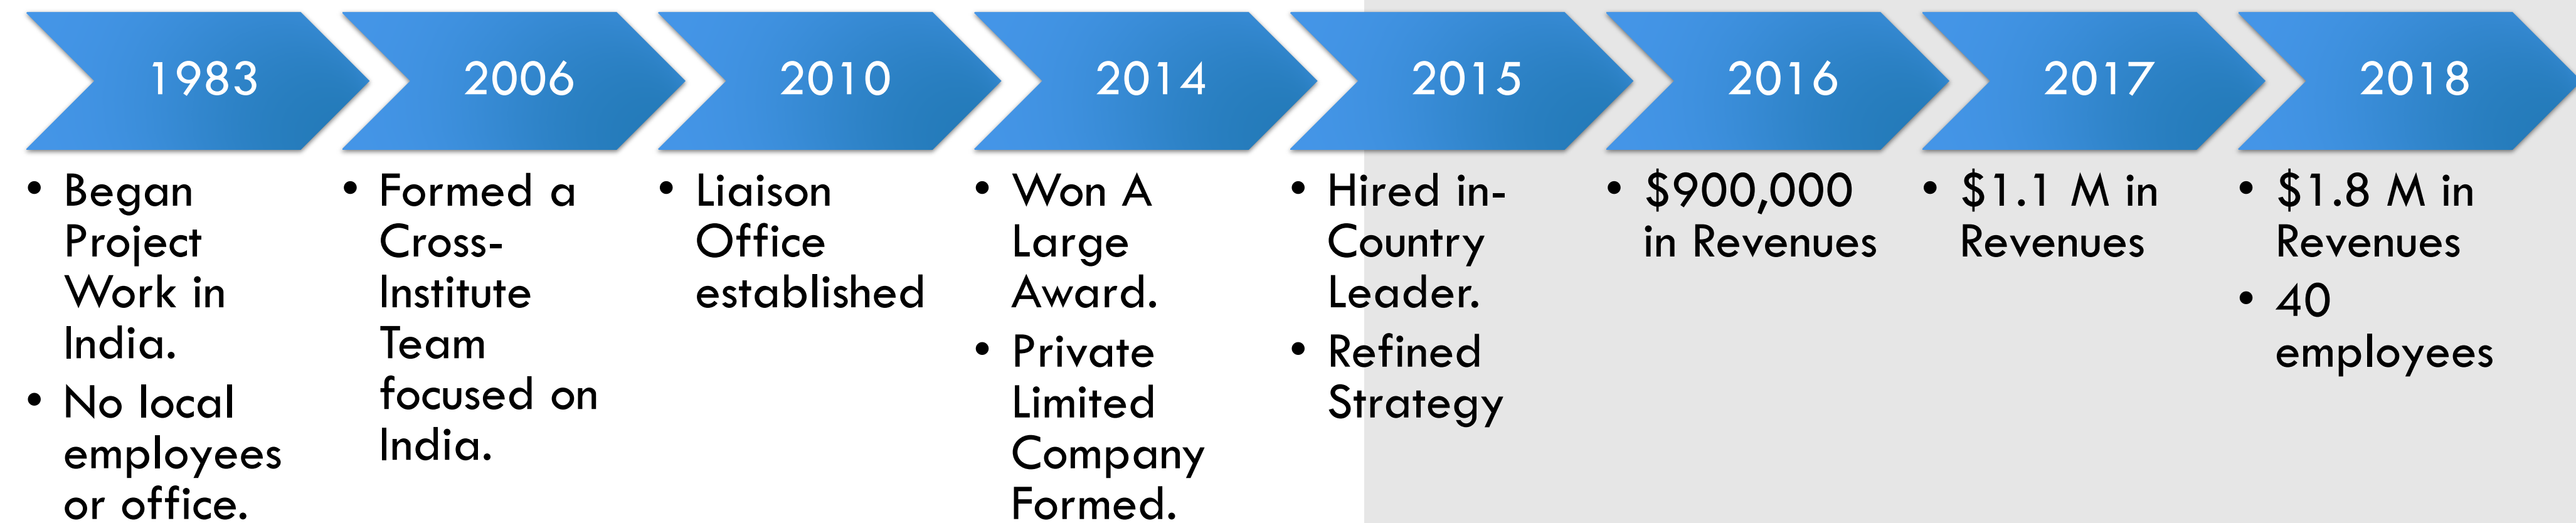 1983
• Began
Project
Work in
India.
• No local
employees
or office.
2006
• Formed a
Cross-
Institute
Team
focused on
India.
2010
• Liaison
Office
established
2014
• Won A
Large
Award.
• Private
Limited
Company
Formed.
2015
• Hired in-
Country
Leader.
• Refined
Strategy
2016
• $900,000
in Revenues
2017
• $1.1 M in
Revenues
2018
• $1.8 M in
Revenues
• 40
employees